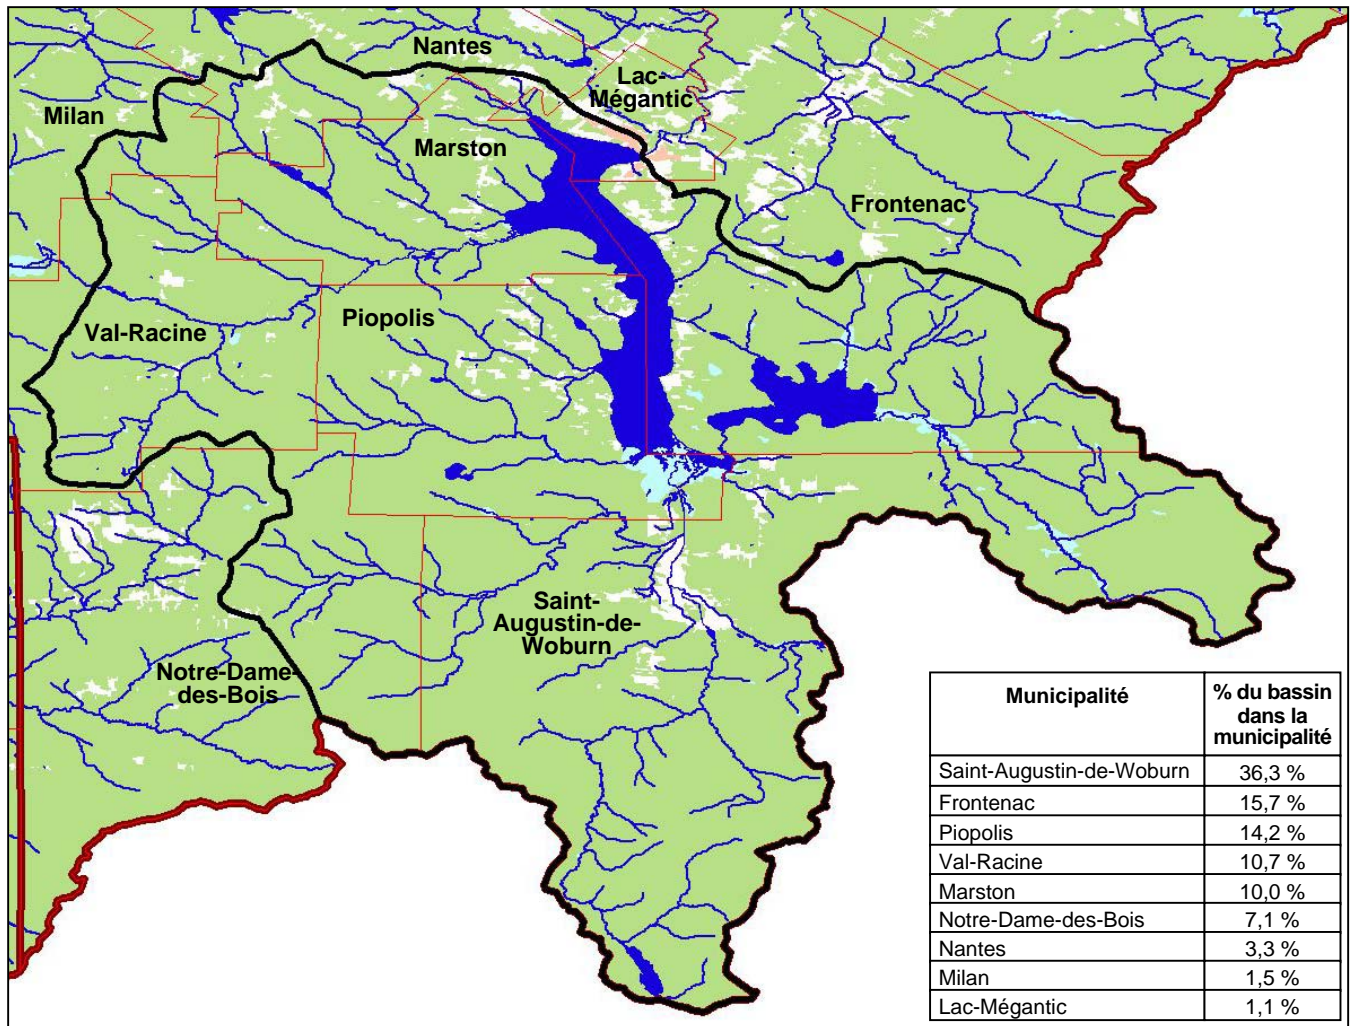 Nantes
Lac-
Mégantic
Milan
Marston
Frontenac
Val-Racine
Piopolis
Saint-
Augustin-de-
Woburn
Notre-Dame-
des-Bois
Municipalité
% du bassin
dans la
municipalité
Saint-Augustin-de-Woburn 36,3 %
Frontenac 15,7 %
Piopolis 14,2 %
Val-Racine 10,7 %
Marston 10,0 %
Notre-Dame-des-Bois 7,1 %
Nantes 3,3 %
Milan 1,5 %
Lac-Mégantic 1,1 %